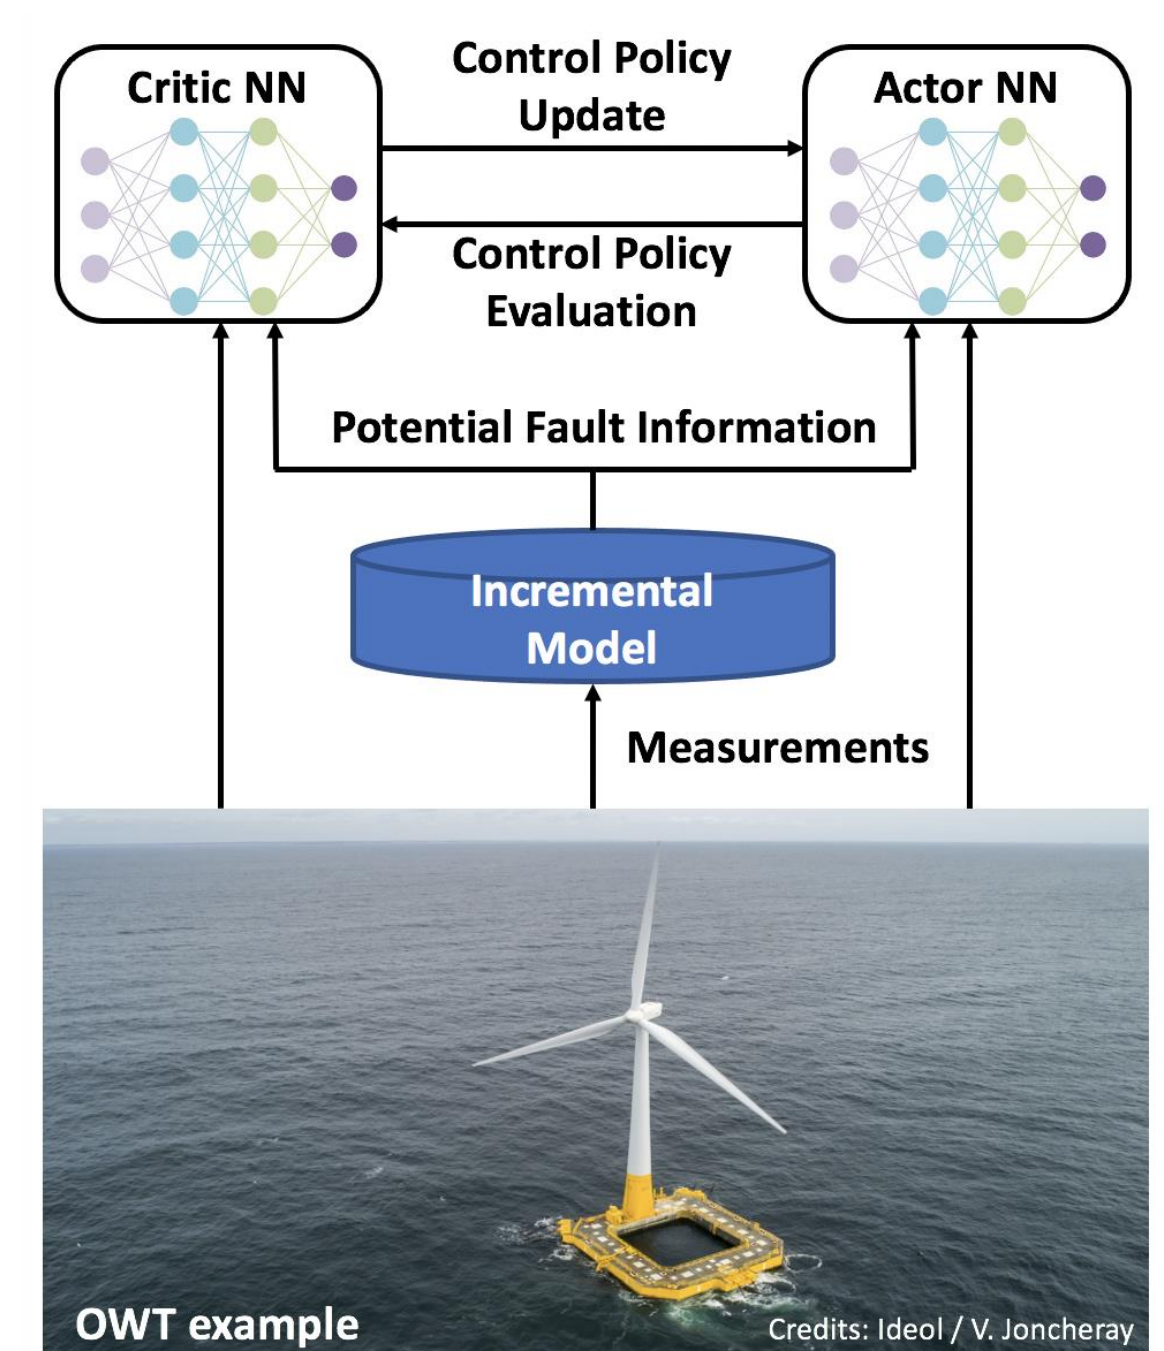 Critic NN
Control Policy
Update
Actor NN
Control Policy
Evaluation
Potential Fault Information
Incremental
Model
Measurements
OWT example
Credits: Ideol / V. Joncheray